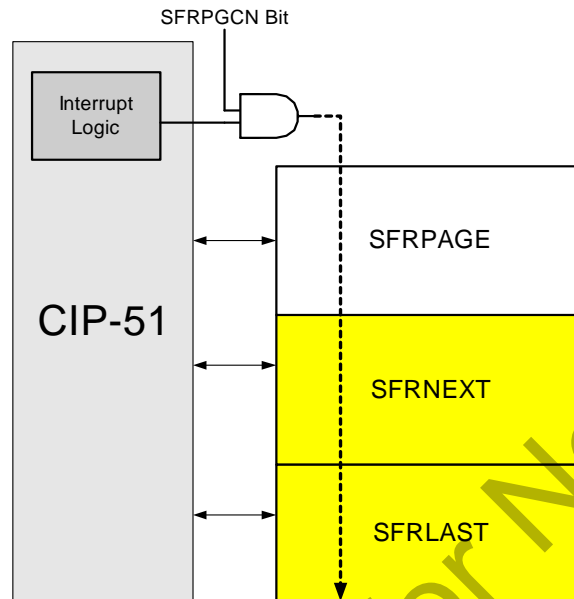 SFRPGCN Bit
Interrupt
Logic
SFRPAGE
CIP-51
SFRNEXT
SFRLAST